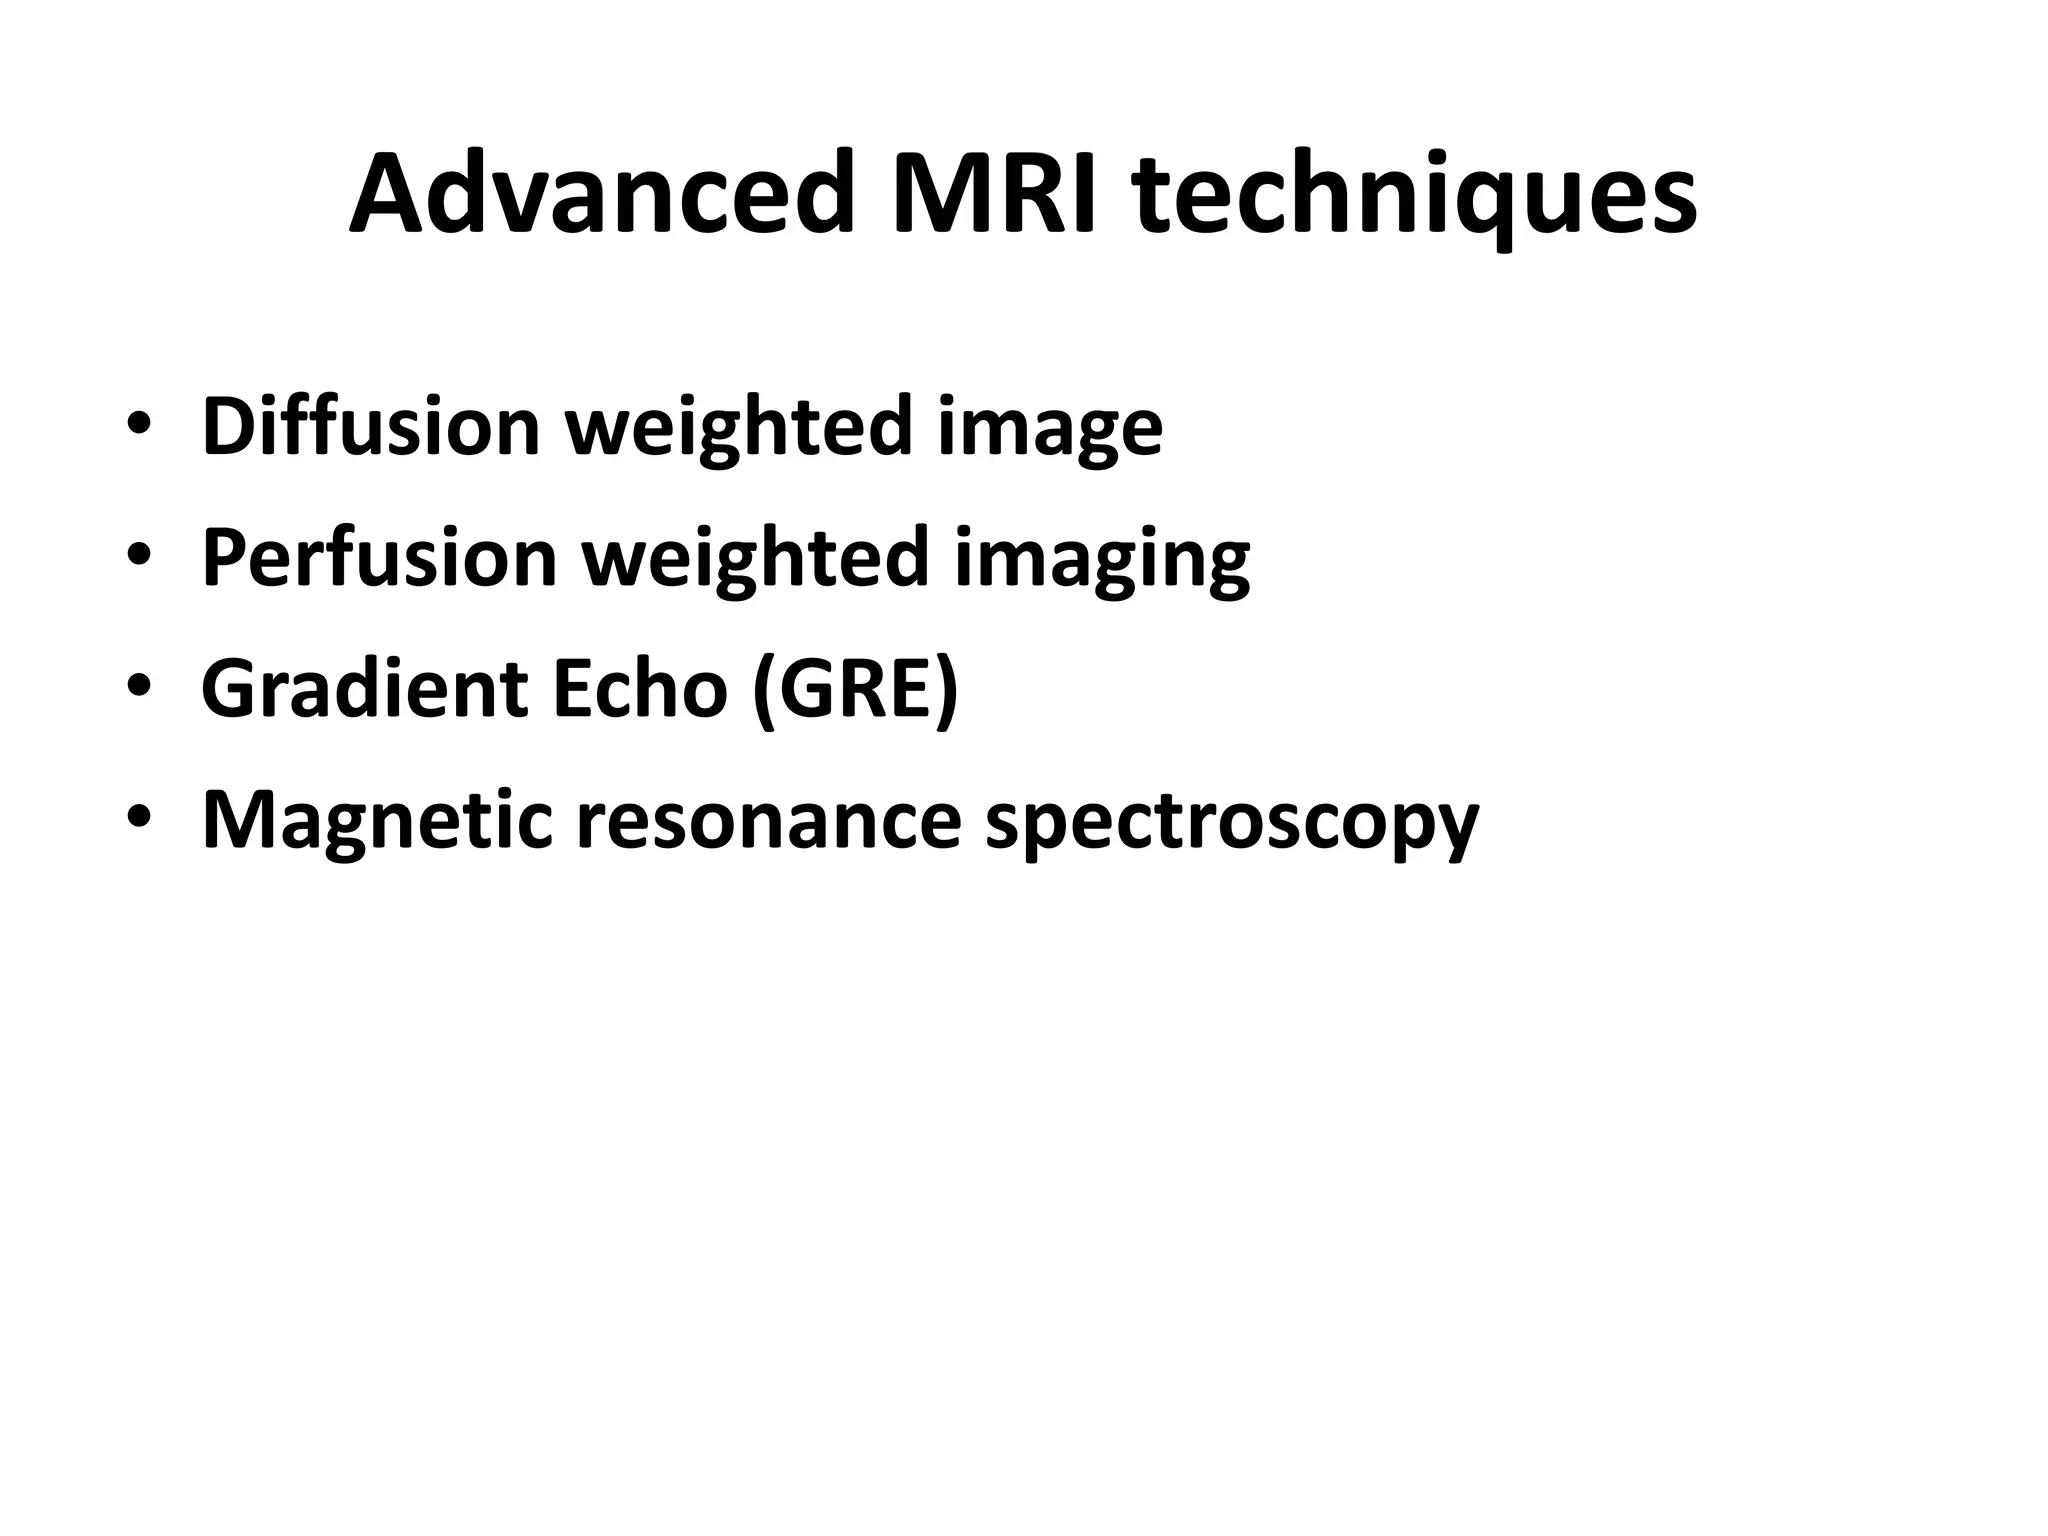 Advanced MRI techniques
• Diffusion weighted image
• Perfusion weighted imaging
• Gradient Echo (GRE)
• Magnetic resonance spectroscopy